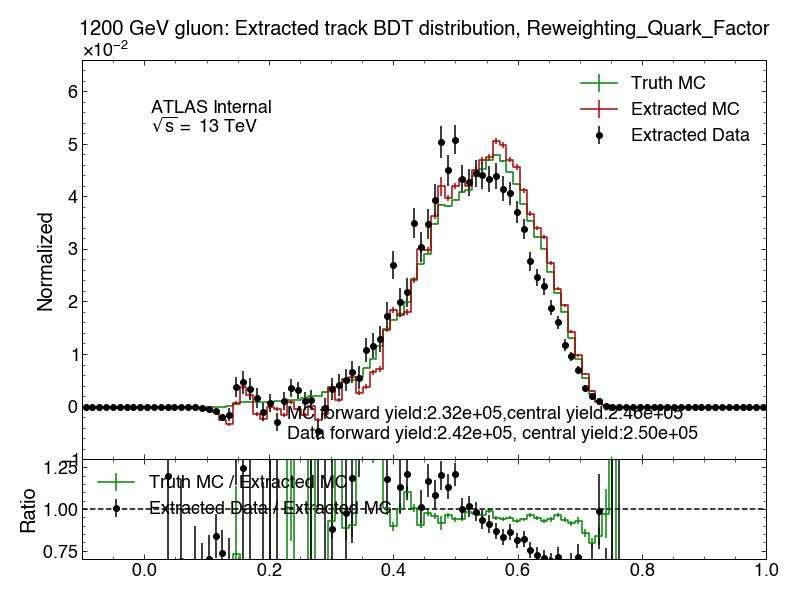 1200 GeV gluon: Extracted track BDT distribution, Reweighting_Quark_Factor
×10⁻²
ATLAS Internal
√s = 13 TeV
Truth MC
Extracted MC
Extracted Data
Normalized
6
5
4
3
2
1
0
MC forward yield:2.32e+05,central yield:2.46e+05
Data forward yield:2.42e+05, central yield:2.50e+05
Ratio
1.25
1.00
0.75
Truth MC / Extracted MC
Extracted Data / Extracted MC
0.0 0.2 0.4 0.6 0.8 1.0